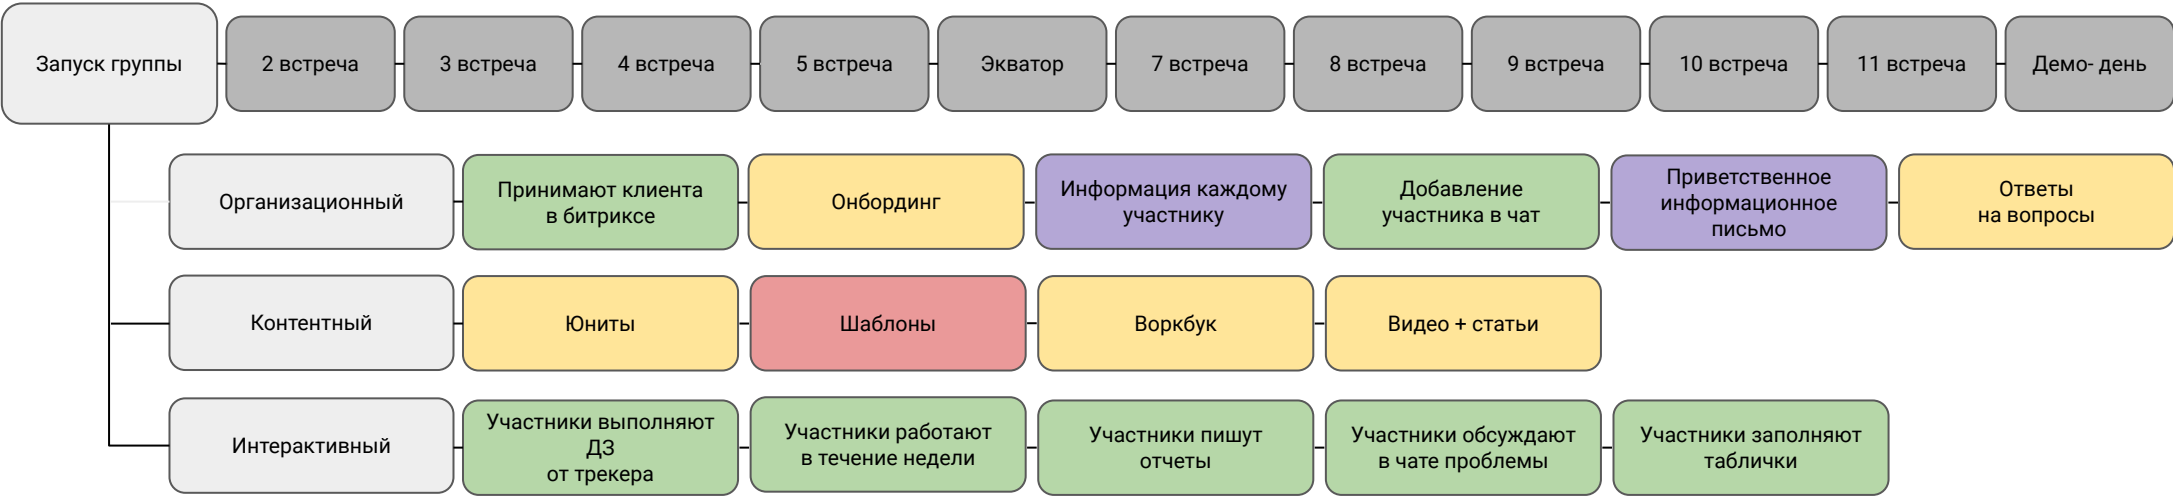 Запуск группы
2 встреча
3 встреча
4 встреча
5 встреча
Экватор
7 встреча
8 встреча
9 встреча
10 встреча
11 встреча
Демо- день
Организационный
Принимают клиента
в битриксе
Онбординг
Информация каждому
участнику
Добавление
участника в чат
Приветственное
информационное
письмо
Ответы
на вопросы
Контентный
Юниты
Шаблоны
Воркбук
Видео + статьи
Интерактивный
Участники выполняют
ДЗ
от трекера
Участники работают
в течение недели
Участники пишут
отчеты
Участники обсуждают
в чате проблемы
Участники заполняют
таблички